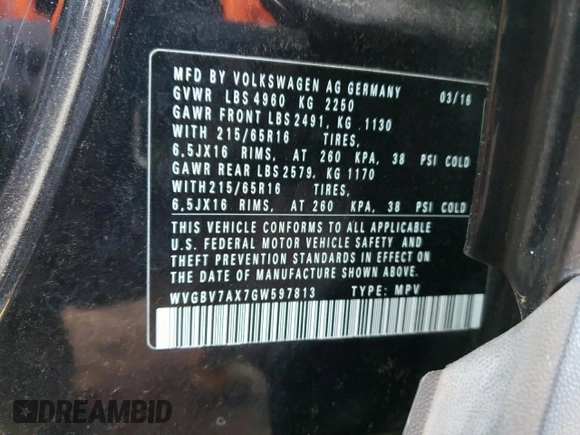 MFD BY VOLKSWAGEN AG GERMANY 03/16
GVWR LBS 4960 KG 2250
GAWR FRONT LBS 2491, KG 1130
WITH 215/65R16 TIRES,
6,5JX16 RIMS, AT 260 KPA, 38 PSI COLD
GAWR REAR LBS 2579, KG 1170
WITH 215/65R16 TIRES,
6,5JX16 RIMS, AT 260 KPA, 38 PSI COLD
THIS VEHICLE CONFORMS TO ALL APPLICABLE
U.S. FEDERAL MOTOR VEHICLE SAFETY AND
THEFT PREVENTION STANDARDS IN EFFECT ON
THE DATE OF MANUFACTURE SHOWN ABOVE
WVGBV7AX7GW597813 TYPE: MPV
DREAMBID